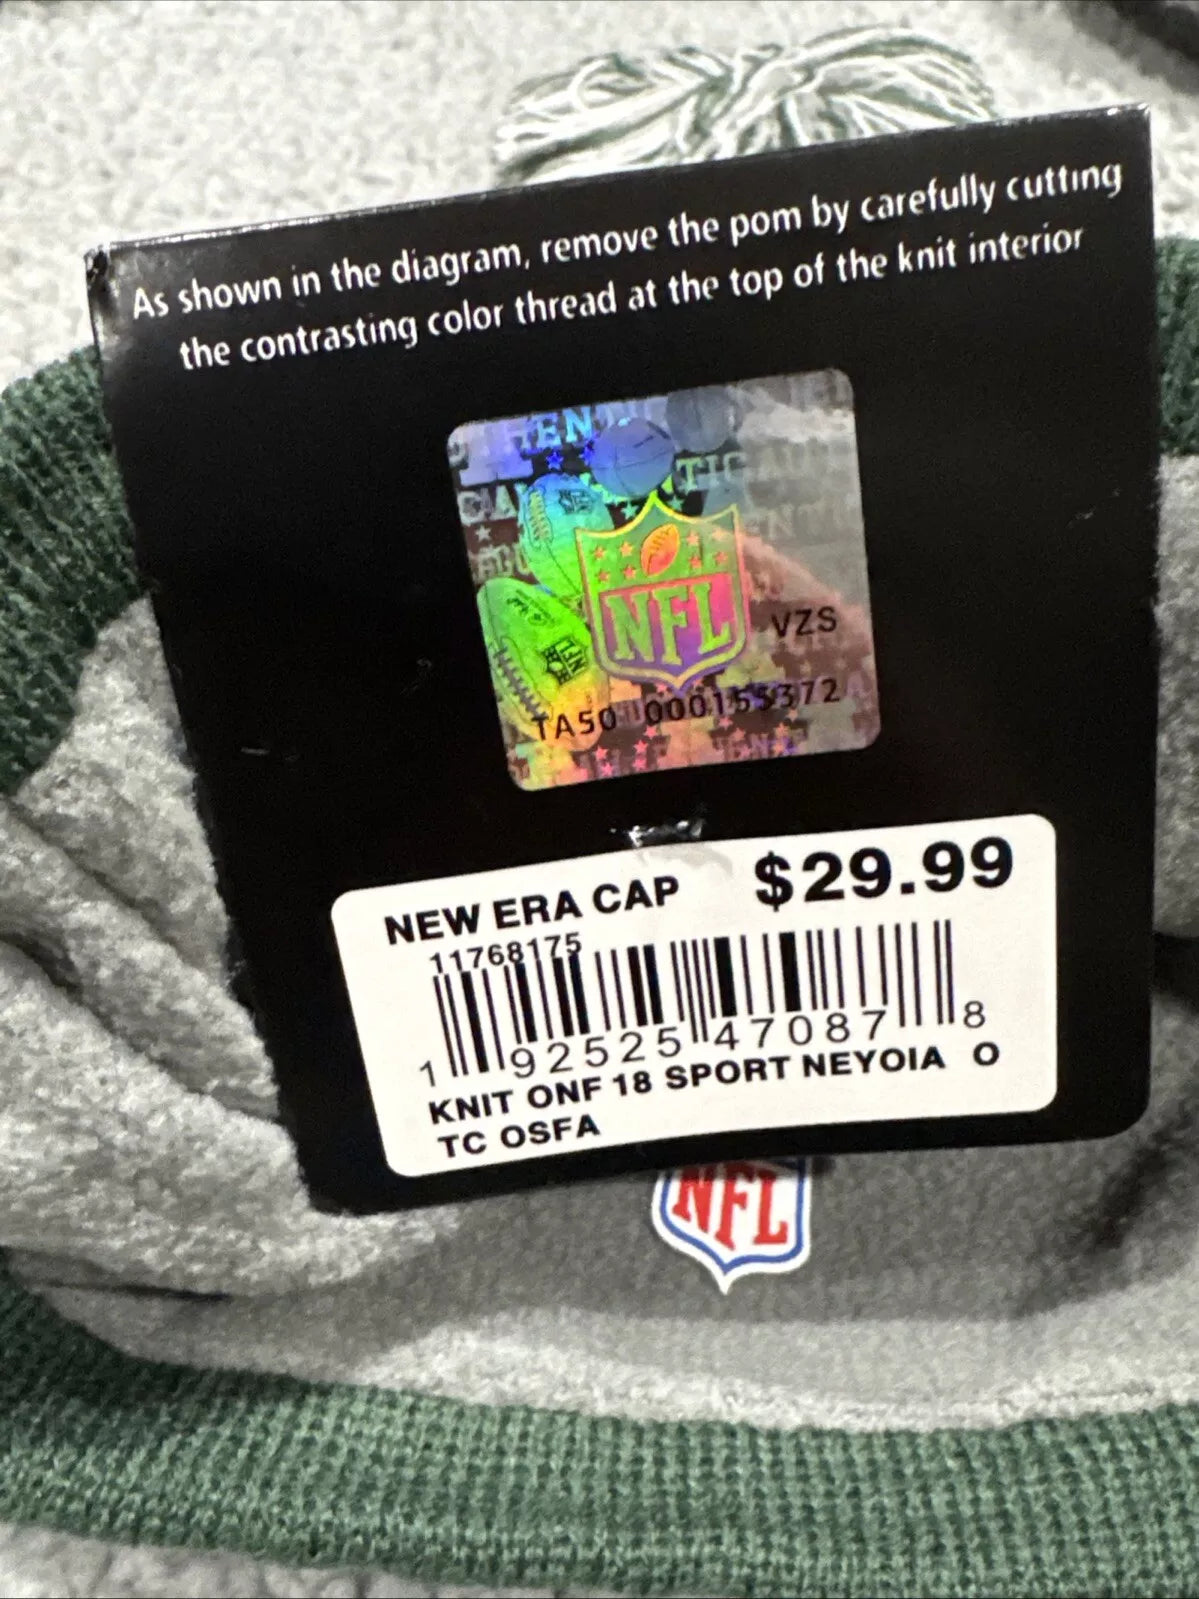 As shown in the diagram, remove the pom by carefully cutting
the contrasting color thread at the top of the knit interior
NFL
VZS
NFL
TA50 000155372
NEW ERA CAP $29.99
11768175
1 92525 47087 8
KNIT ONF 18 SPORT NEYOIA O
TC OSFA
NFL